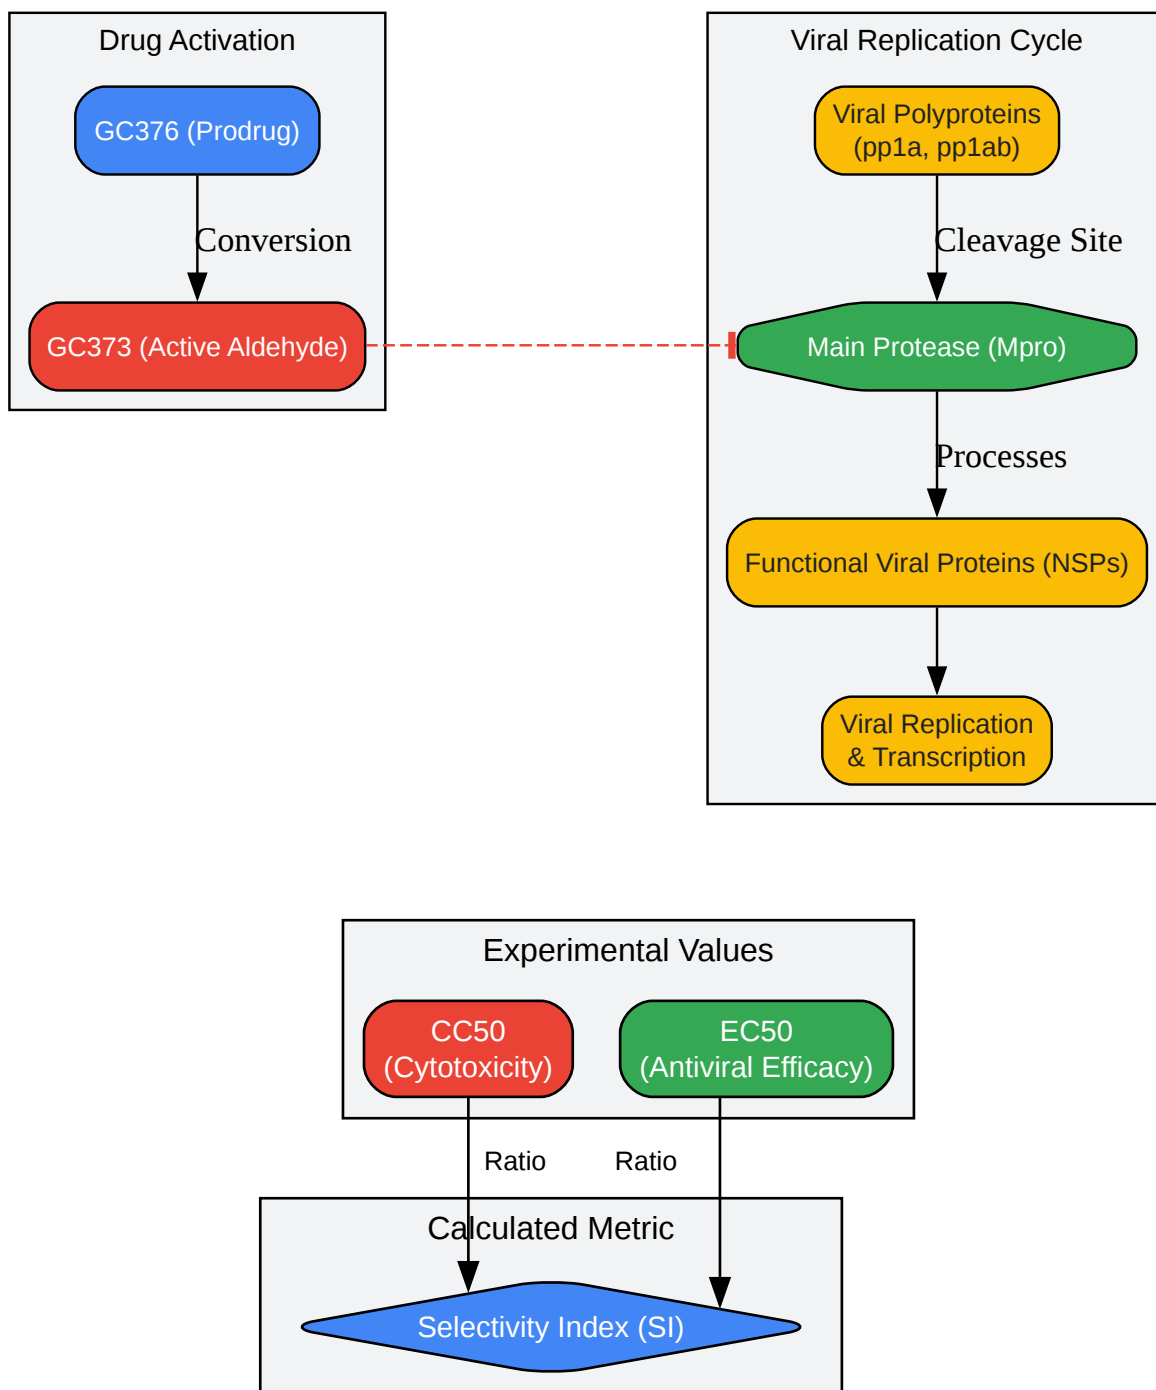 Drug Activation
GC376 (Prodrug)
Conversion
GC373 (Active Aldehyde)
Viral Replication Cycle
Viral Polyproteins
(pp1a, pp1ab)
Cleavage Site
Main Protease (Mpro)
Processes
Functional Viral Proteins (NSPs)
Viral Replication
& Transcription
Experimental Values
CC50
(Cytotoxicity)
EC50
(Antiviral Efficacy)
Ratio
Ratio
Calculated Metric
Selectivity Index (SI)